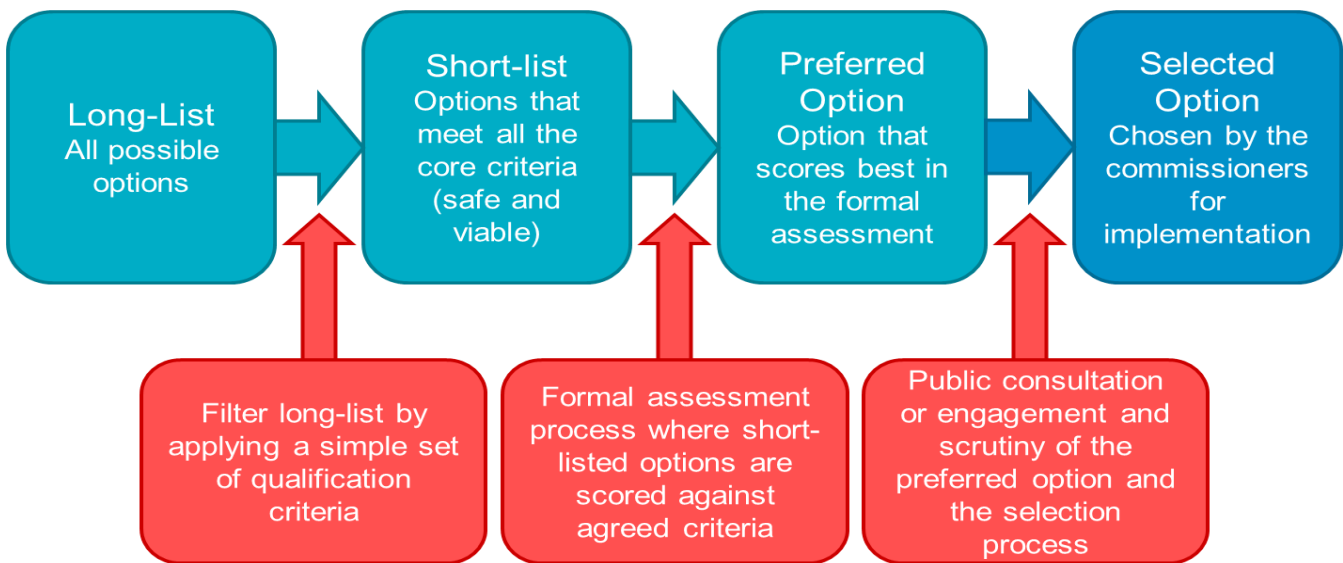 Long-List
All possible
options
Short-list
Options that
meet all the
core criteria
(safe and
viable)
Preferred
Option
Option that
scores best in
the formal
assessment
Selected
Option
Chosen by the
commissioners
for
implementation
Filter long-list by
applying a simple set
of qualification
criteria
Formal assessment
process where short-
listed options are
scored against
agreed criteria
Public consultation
or engagement and
scrutiny of the
preferred option and
the selection
process